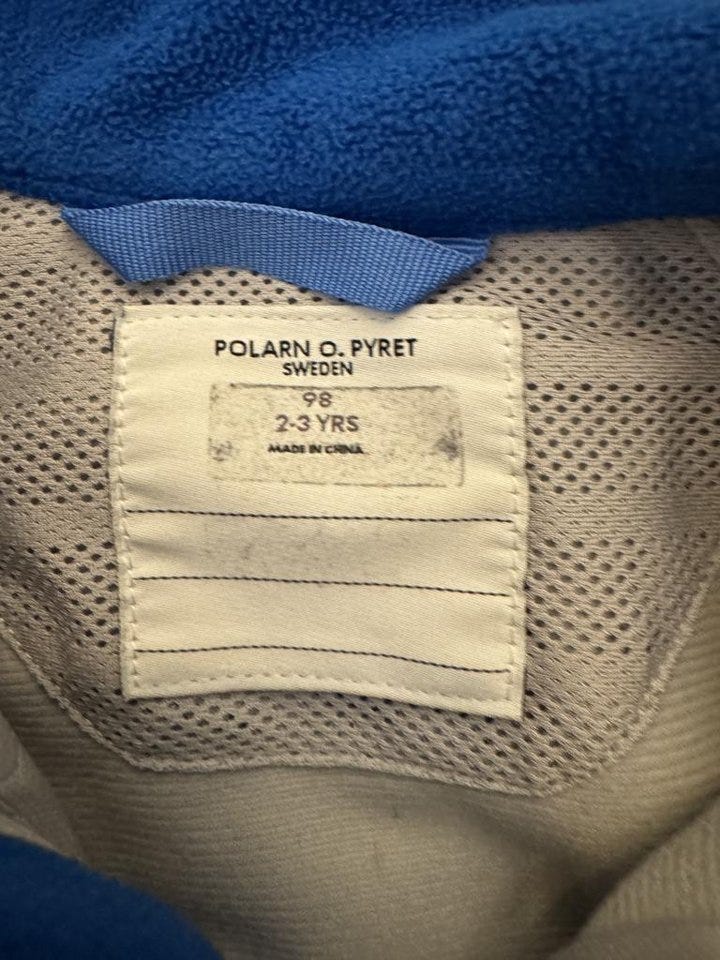 POLARN O. PYRET
SWEDEN
98
2-3 YRS
MADE IN CHINA